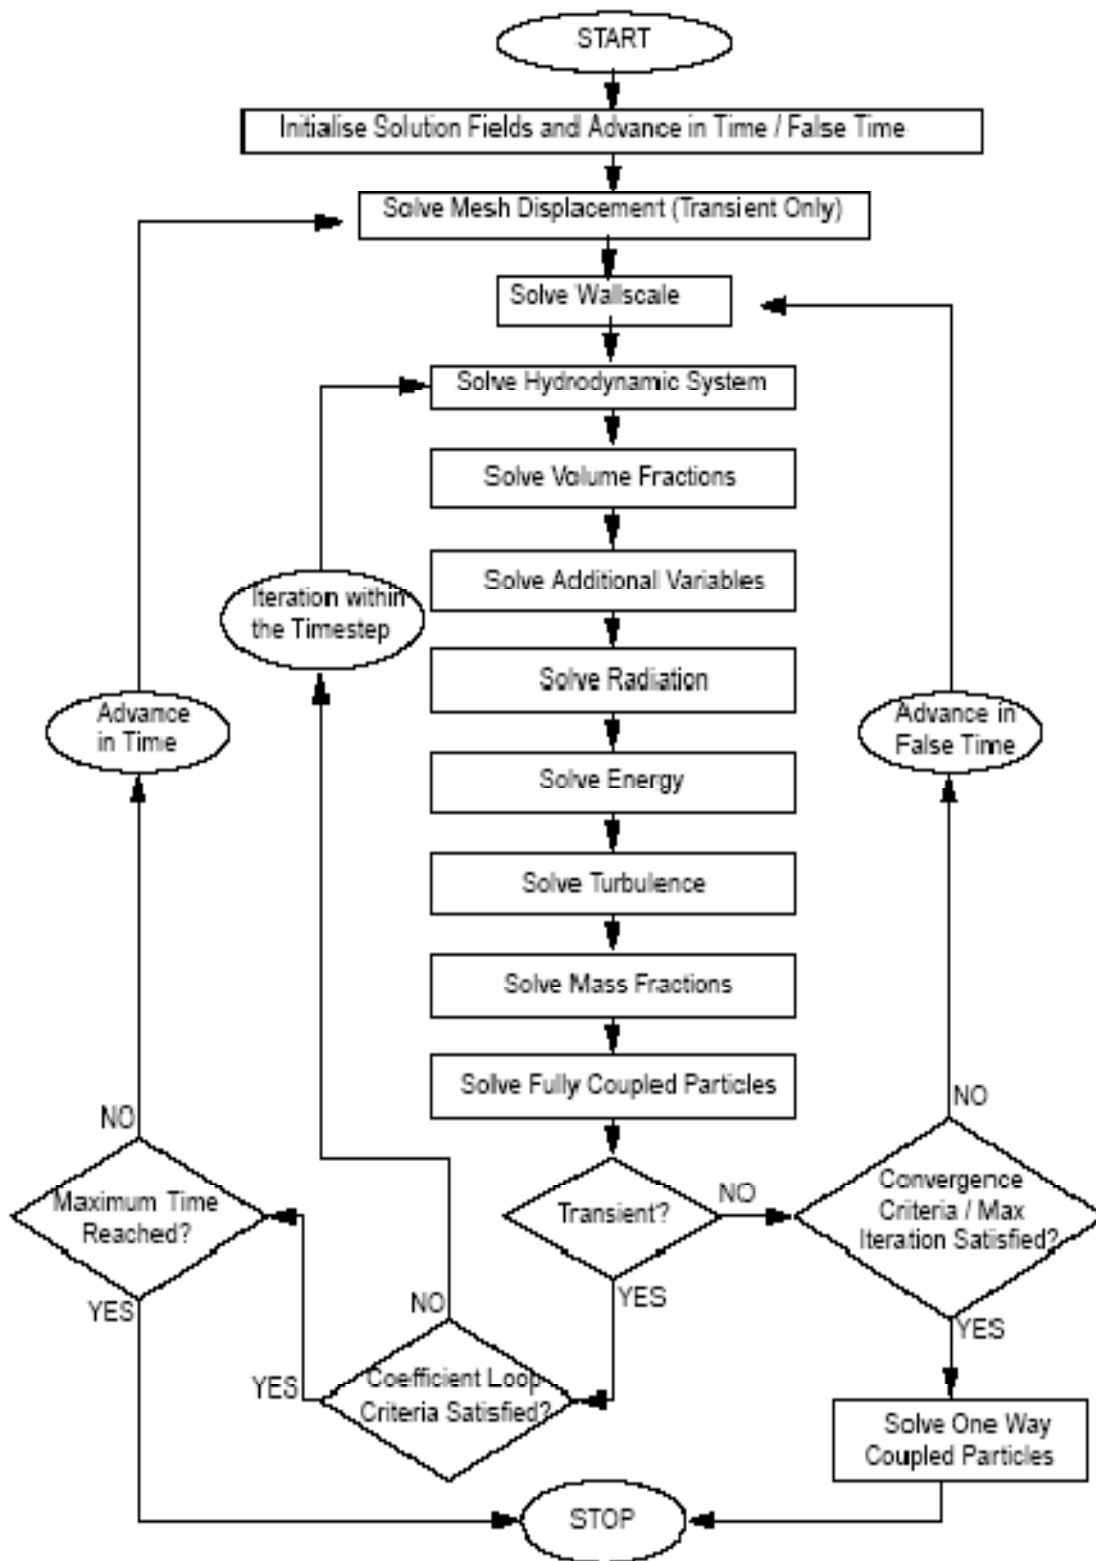 START
Initialise Solution Fields and Advance in Time / False Time
Solve Mesh Displacement (Transient Only)
Solve Wallscale
Solve Hydrodynamic System
Solve Volume Fractions
Solve Additional Variables
Iteration within
the Timestep
Solve Radiation
Advance
in Time
Advance in
False Time
Solve Energy
Solve Turbulence
Solve Mass Fractions
Solve Fully Coupled Particles
NO
NO
Maximum Time
Reached?
Transient?
NO
Convergence
Criteria / Max
Iteration Satisfied?
YES
NO
YES
YES
YES
Coefficient Loop
Criteria Satisfied?
Solve One Way
Coupled Particles
STOP